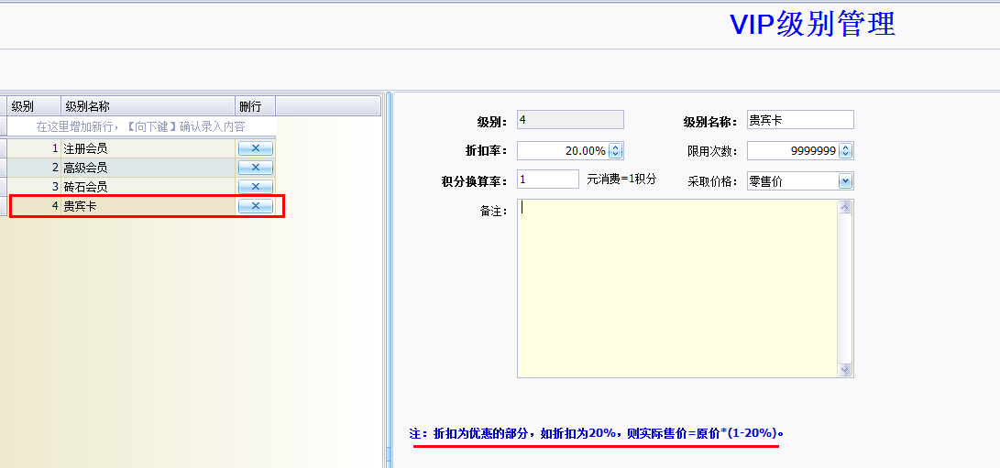 VIP级别管理
级别 级别名称 删行
在这里增加新行，【向下键】确认录入内容
1 注册会员 ×
2 高级会员 ×
3 砖石会员 ×
4 贵宾卡 ×
级别： 4 级别名称： 贵宾卡
折扣率： 20.00% 限用次数： 9999999
积分换算率： 1 元消费=1积分 采取价格： 零售价
备注：
注：折扣为优惠的部分，如折扣为20%，则实际售价=原价*(1-20%)。